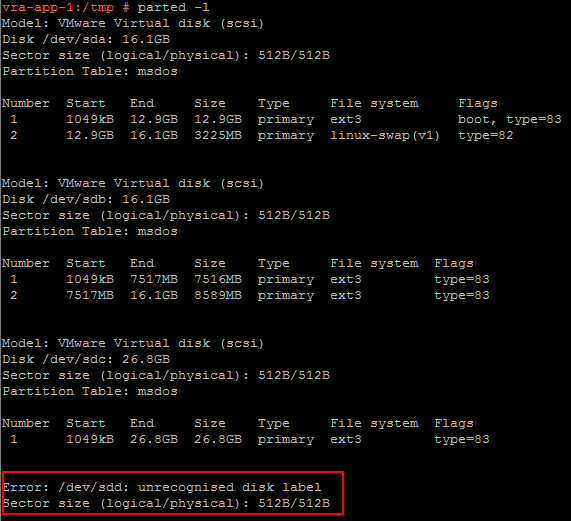 vra-app-1:/tmp # parted -l
Model: VMware Virtual disk (scsi)
Disk /dev/sda: 16.1GB
Sector size (logical/physical): 512B/512B
Partition Table: msdos
Number  Start   End     Size    Type     File system     Flags
 1      1049kB  12.9GB  12.9GB  primary  ext3            boot, type=83
 2      12.9GB  16.1GB  3225MB  primary  linux-swap(v1)  type=82
Model: VMware Virtual disk (scsi)
Disk /dev/sdb: 16.1GB
Sector size (logical/physical): 512B/512B
Partition Table: msdos
Number  Start   End     Size    Type     File system  Flags
 1      1049kB  7517MB  7516MB  primary  ext3         type=83
 2      7517MB  16.1GB  8589MB  primary  ext3         type=83
Model: VMware Virtual disk (scsi)
Disk /dev/sdc: 26.8GB
Sector size (logical/physical): 512B/512B
Partition Table: msdos
Number  Start   End     Size    Type     File system  Flags
 1      1049kB  26.8GB  26.8GB  primary  ext3         type=83
Error: /dev/sdd: unrecognised disk label
Sector size (logical/physical): 512B/512B